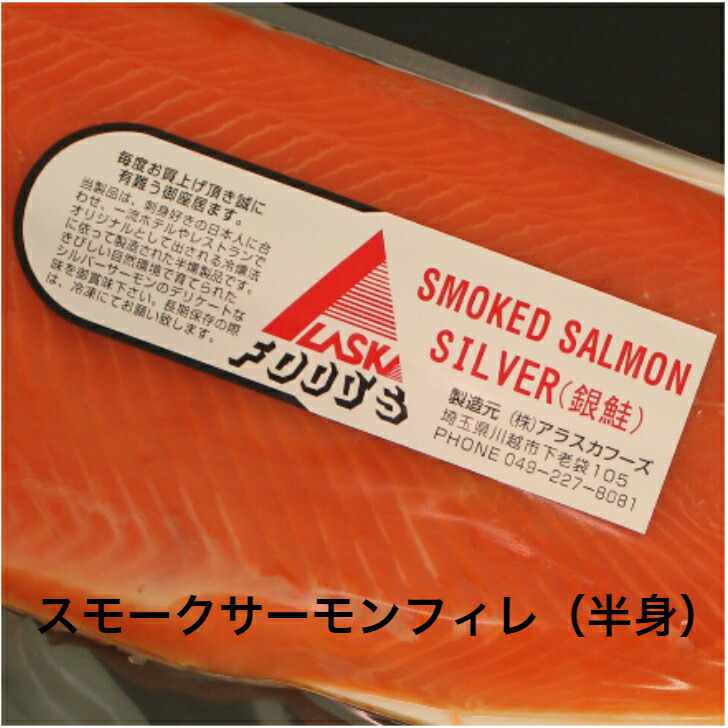 毎度お買上げ頂き誠に
有難う御座居ます。
当製品は、刺身好きの日本人に合
わせ、一流ホテルやレストランで
オリジナルとして出される冷燻法
に依って製造された半燻製品です。
きびしい自然環境で育てられた
シルバーサーモンのデリケートな
味を御賞味下さい。長期保存の際
は、冷凍にてお願い致します。
ALASKA
FOOD'S
SMOKED SALMON
SILVER(銀鮭)
製造元 (株)アラスカフーズ
埼玉県川越市下老袋105
PHONE 049-227-8081
スモークサーモンフィレ（半身）